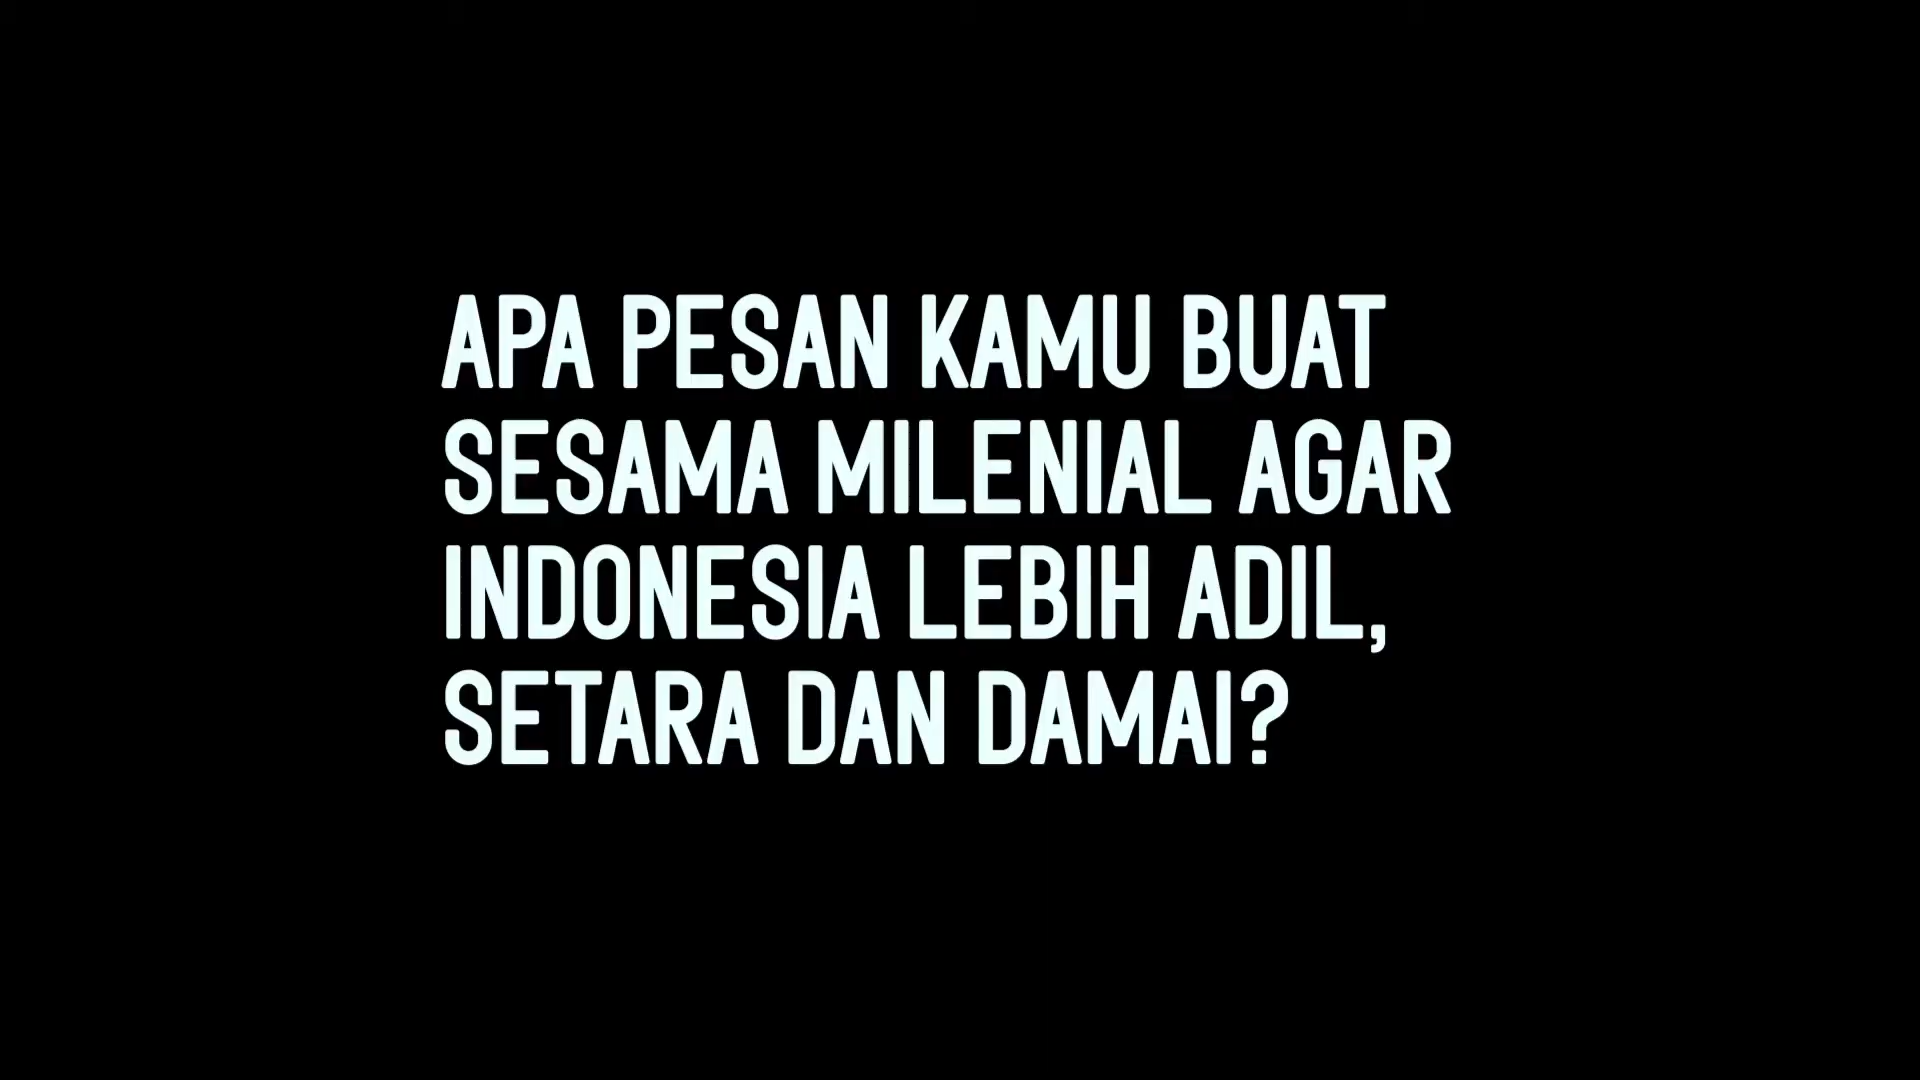 APA PESAN KAMU BUAT
SESAMA MILENIAL AGAR
INDONESIA LEBIH ADIL,
SETARA DAN DAMAI?